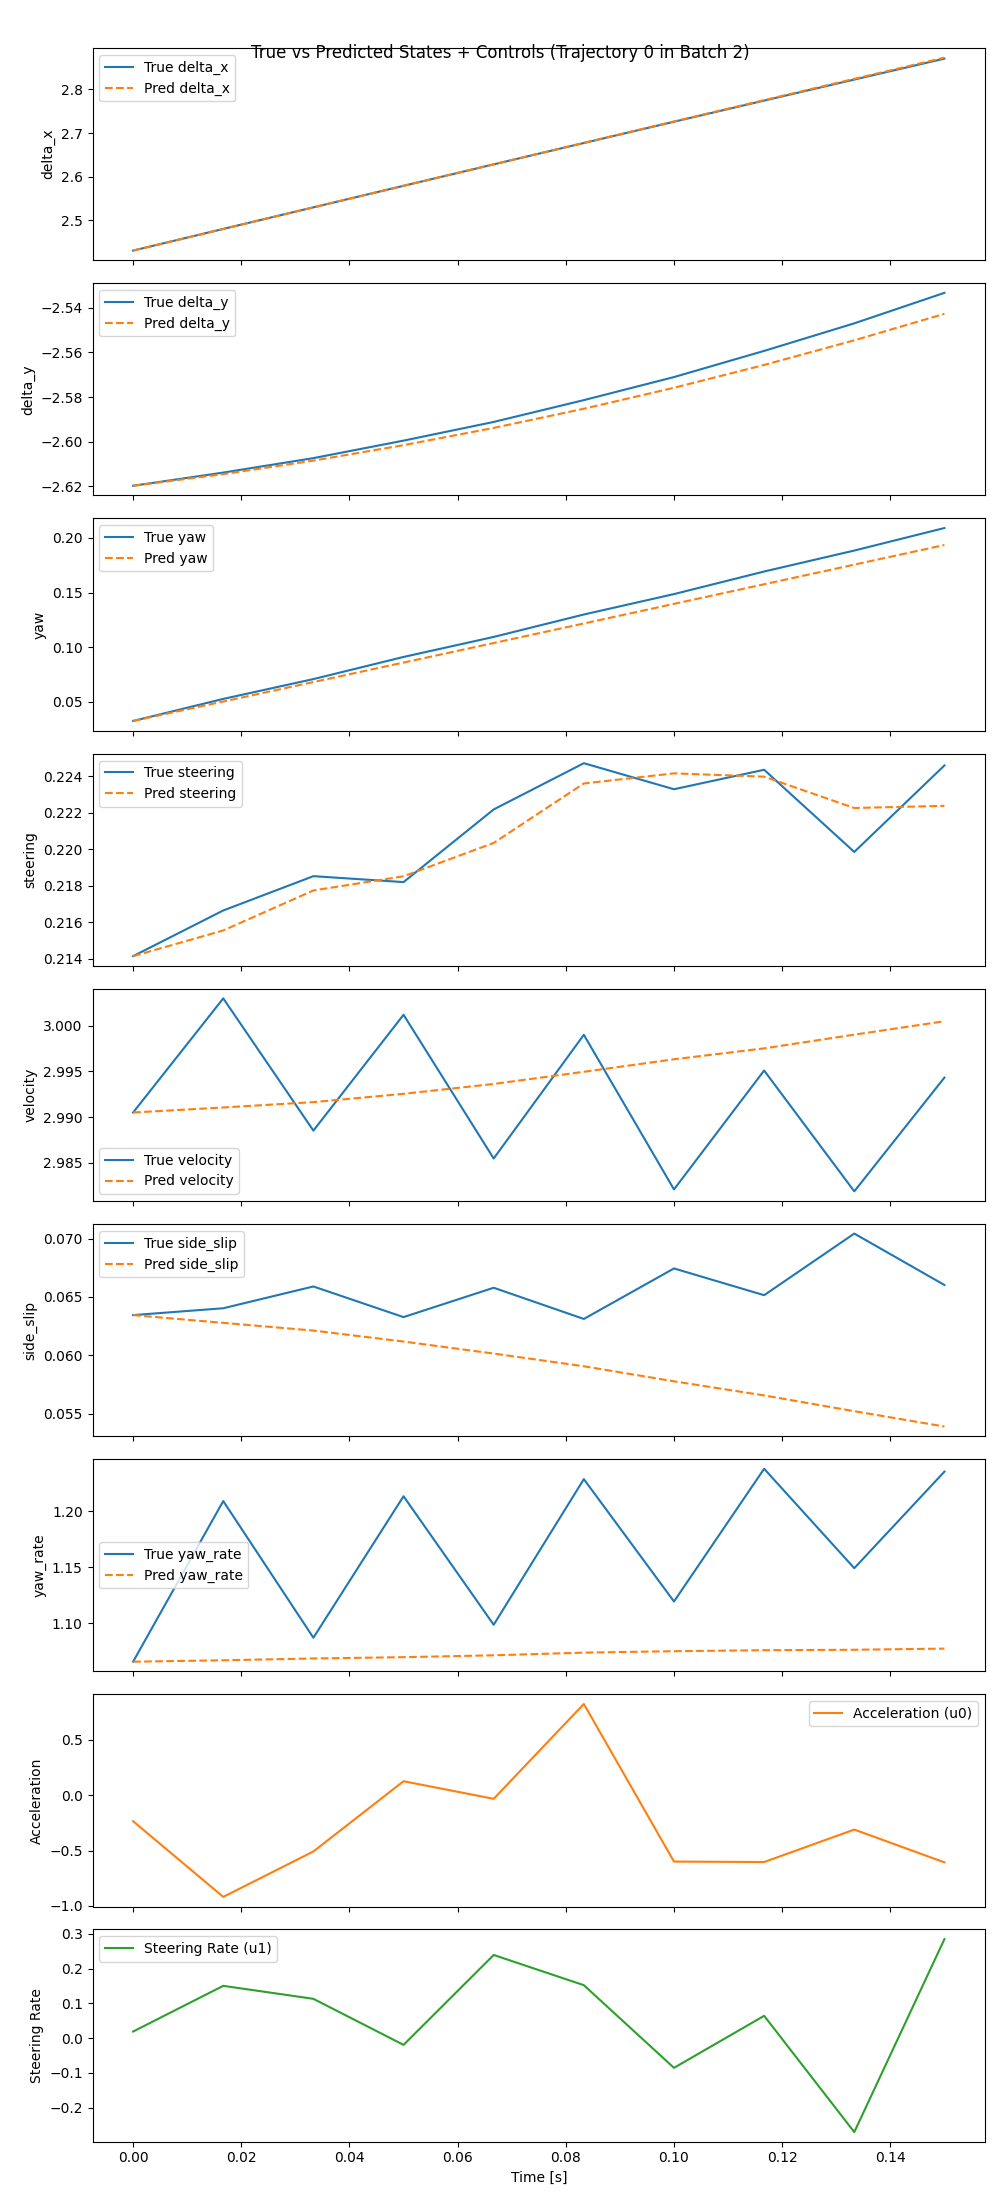 True vs Predicted States + Controls (Trajectory 0 in Batch 2)
True delta_x
Pred delta_x
delta_x
2.8
2.7
2.6
2.5
True delta_y
Pred delta_y
delta_y
−2.54
−2.56
−2.58
−2.60
−2.62
True yaw
Pred yaw
yaw
0.20
0.15
0.10
0.05
True steering
Pred steering
steering
0.224
0.222
0.220
0.218
0.216
0.214
velocity
3.000
2.995
2.990
2.985
True velocity
Pred velocity
True side_slip
Pred side_slip
side_slip
0.070
0.065
0.060
0.055
yaw_rate
1.20
1.15
1.10
True yaw_rate
Pred yaw_rate
Acceleration (u0)
Acceleration
0.5
0.0
−0.5
−1.0
Steering Rate (u1)
Steering Rate
0.3
0.2
0.1
0.0
−0.1
−0.2
0.00 0.02 0.04 0.06 0.08 0.10 0.12 0.14
Time [s]